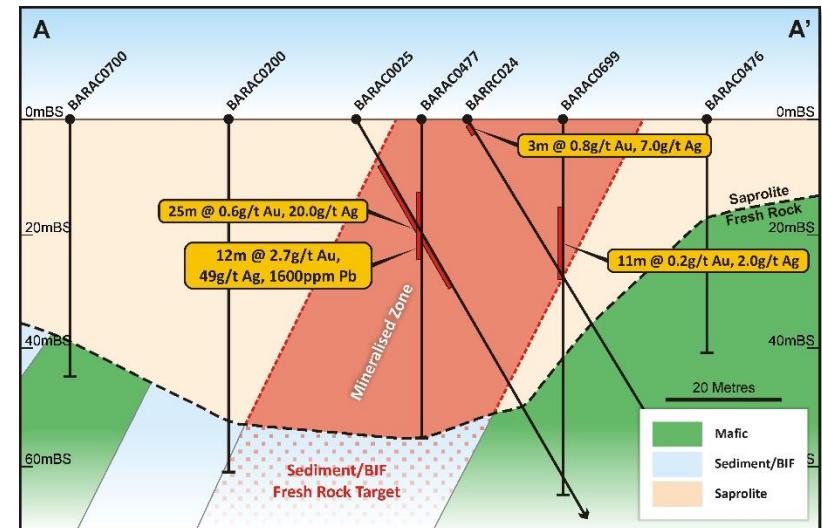 A
A'
BARAC0700
BARAC0200
BARAC0025
BARAC0477
BARRC024
BARAC0699
BARAC0476
0mBS
0mBS
3m @ 0.8g/t Au, 7.0g/t Ag
Saprolite
Fresh Rock
25m @ 0.6g/t Au, 20.0g/t Ag
20mBS
20mBS
12m @ 2.7g/t Au,
49g/t Ag, 1600ppm Pb
11m @ 0.2g/t Au, 2.0g/t Ag
Mineralised Zone
40mBS
40mBS
20 Metres
Mafic
Sediment/BIF
Saprolite
60mBS
Sediment/BIF
Fresh Rock Target